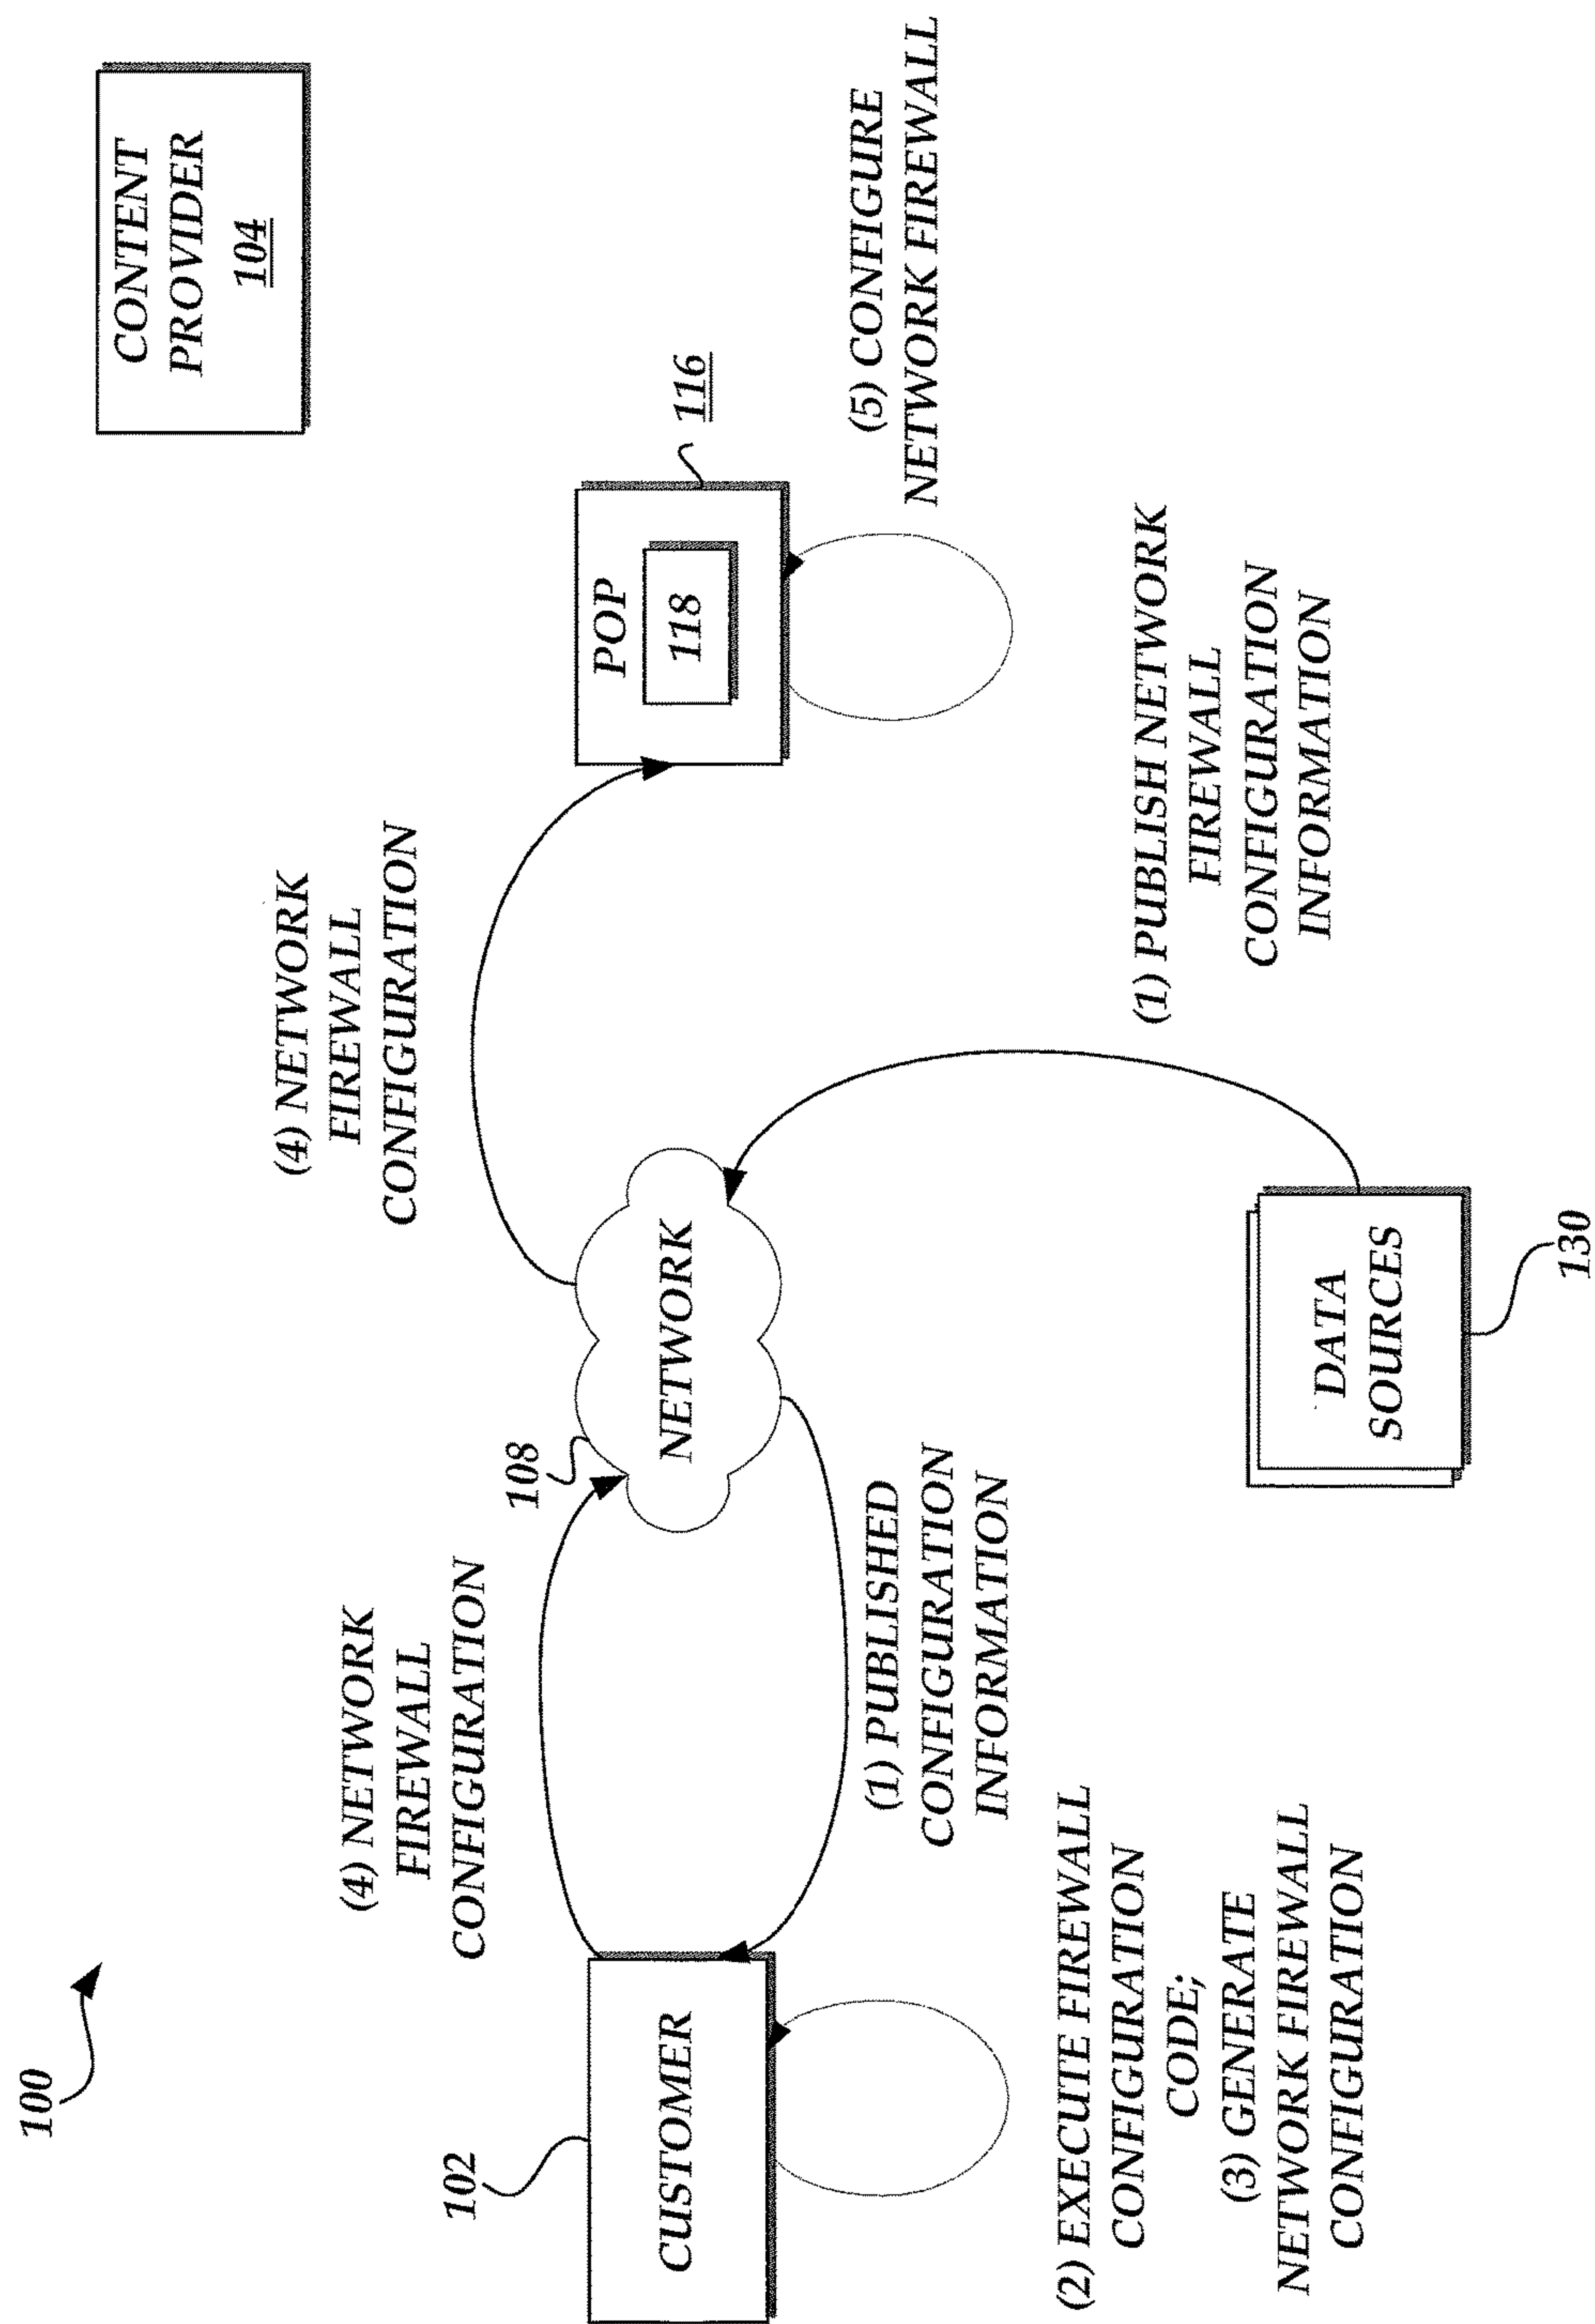 100
CONTENT
PROVIDER
104
(4) NETWORK
FIREWALL
CONFIGURATION
(4) NETWORK
FIREWALL
CONFIGURATION
102
CUSTOMER
108
NETWORK
POP
118
116
(1) PUBLISHED
CONFIGURATION
INFORMATION
(5) CONFIGURE
NETWORK FIREWALL
(2) EXECUTE FIREWALL
CONFIGURATION
CODE;
(3) GENERATE
NETWORK FIREWALL
CONFIGURATION
(1) PUBLISH NETWORK
FIREWALL
CONFIGURATION
INFORMATION
DATA
SOURCES
130